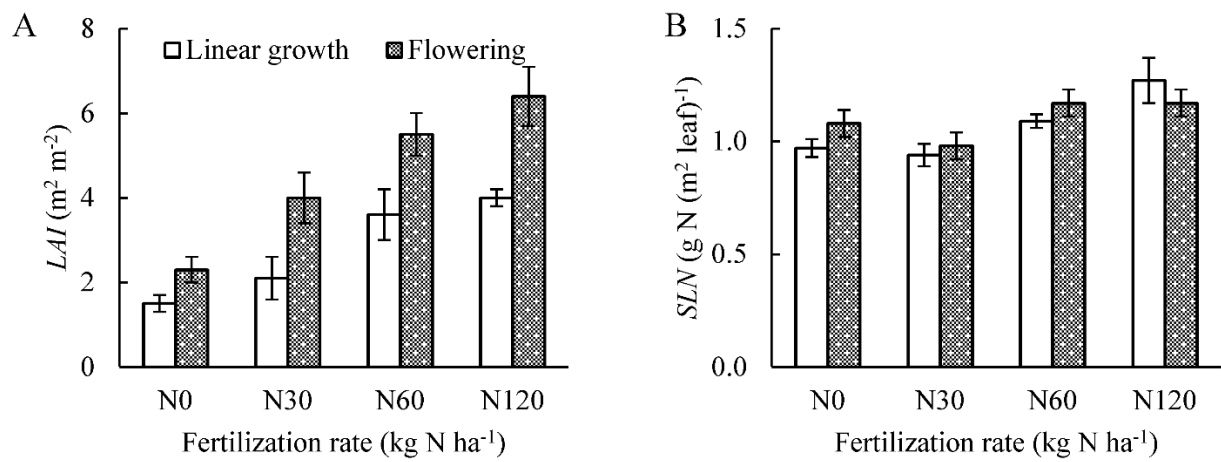 A
8
6
4
2
0
LAI (m² m⁻²)
Linear growth Flowering
N0 N30 N60 N120
Fertilization rate (kg N ha⁻¹)
B
1.5
1.0
0.5
0.0
SLN (g N (m² leaf)⁻¹)
N0 N30 N60 N120
Fertilization rate (kg N ha⁻¹)